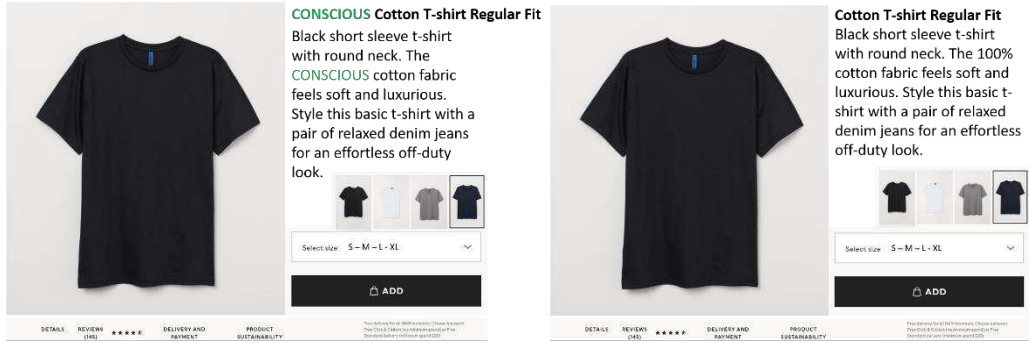 CONSCIOUS Cotton T-shirt Regular Fit
Black short sleeve t-shirt
with round neck. The
CONSCIOUS cotton fabric
feels soft and luxurious.
Style this basic t-shirt with a
pair of relaxed denim jeans
for an effortless off-duty
look.
Select size S – M – L - XL
ADD
DETAILS
REVIEWS
(145)
DELIVERY AND
PAYMENT
PRODUCT
SUSTAINABILITY
Cotton T-shirt Regular Fit
Black short sleeve t-shirt
with round neck. The 100%
cotton fabric feels soft and
luxurious. Style this basic t-
shirt with a pair of relaxed
denim jeans for an effortless
off-duty look.
Select size S – M – L - XL
ADD
DETAILS
REVIEWS
(145)
DELIVERY AND
PAYMENT
PRODUCT
SUSTAINABILITY